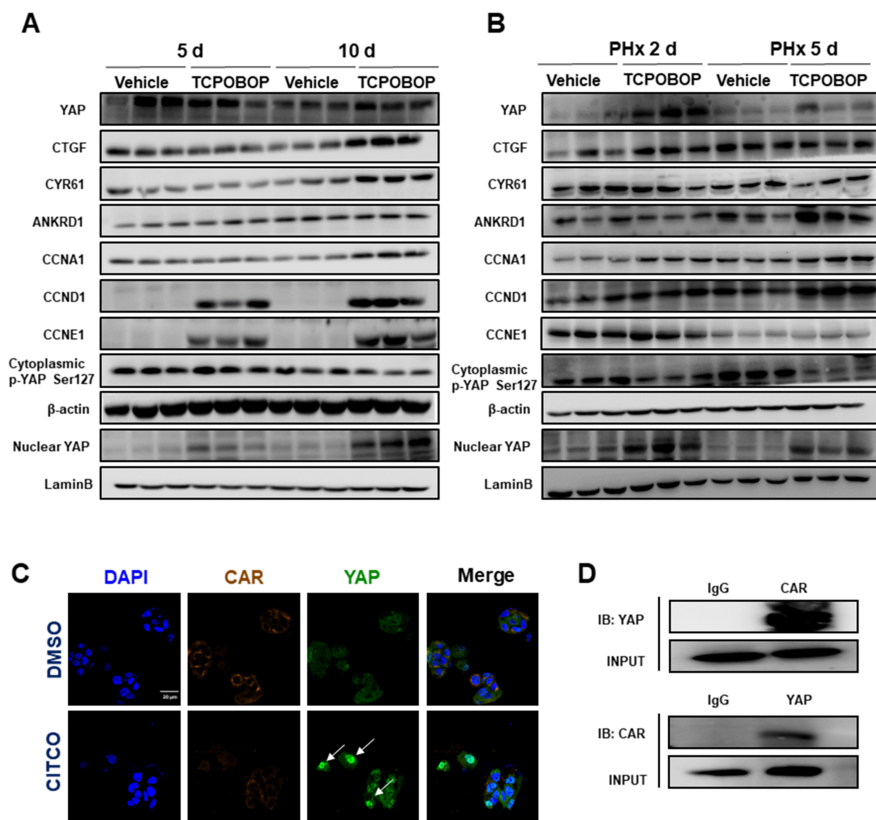 A
5 d 10 d
Vehicle TCPOBOP Vehicle TCPOBOP
YAP
CTGF
CYR61
ANKRD1
CCNA1
CCND1
CCNE1
Cytoplasmic
p-YAP Ser127
β-actin
Nuclear YAP
LaminB
B
PHx 2 d PHx 5 d
Vehicle TCPOBOP Vehicle TCPOBOP
YAP
CTGF
CYR61
ANKRD1
CCNA1
CCND1
CCNE1
Cytoplasmic
p-YAP Ser127
β-actin
Nuclear YAP
LaminB
C
DAPI CAR YAP Merge
DMSO
20 μm
CITCO
D
IgG CAR
IB: YAP
INPUT
IgG YAP
IB: CAR
INPUT